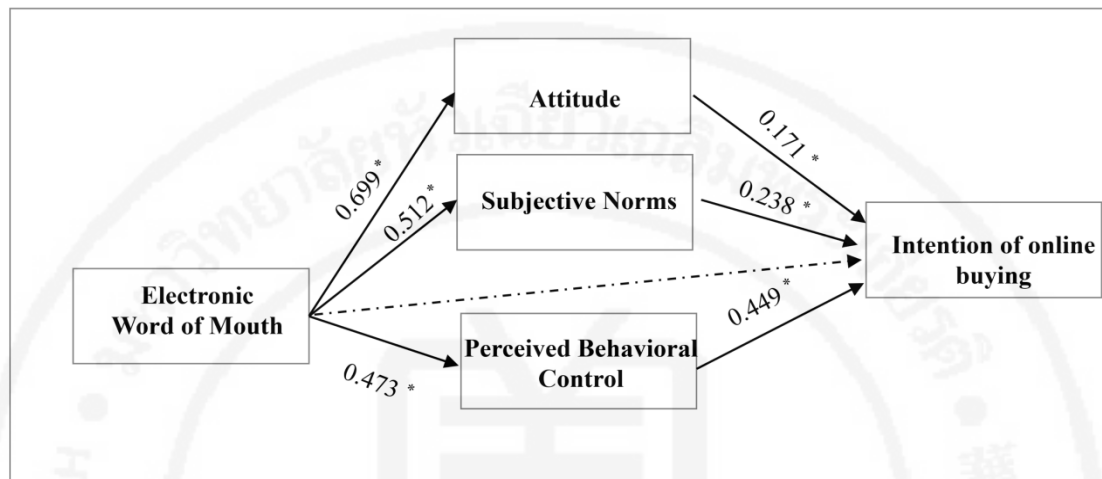 Attitude
0.699 *
0.171 *
0.512 *
Subjective Norms
0.238 *
Intention of online
buying
Electronic
Word of Mouth
0.449 *
Perceived Behavioral
Control
0.473 *